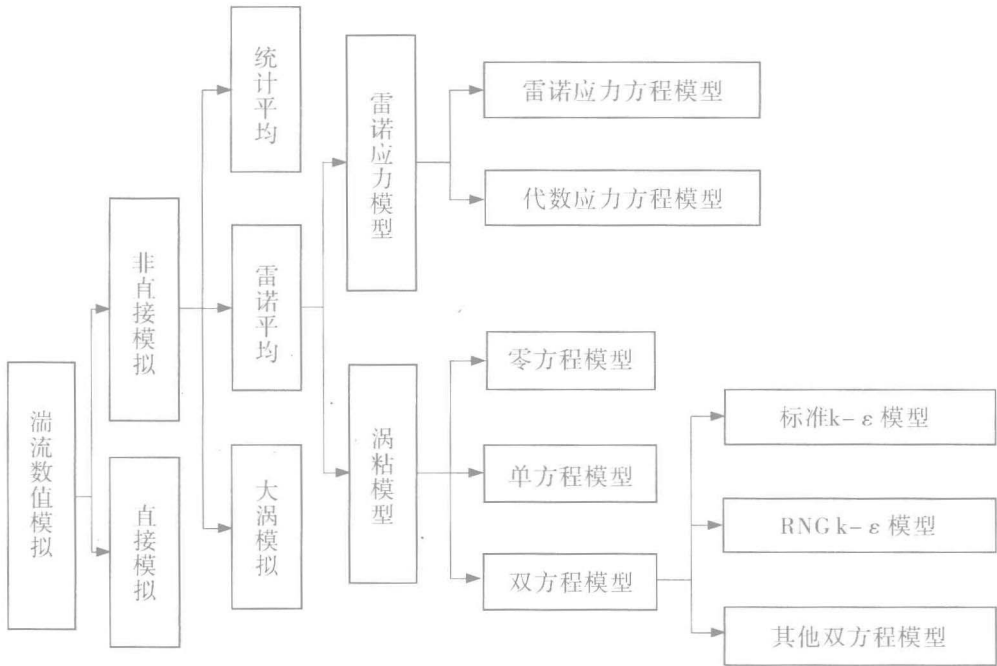 湍流数值模拟
非直接模拟
直接模拟
统计平均
雷诺平均
大涡模拟
雷诺应力模型
涡粘模型
雷诺应力方程模型
代数应力方程模型
零方程模型
单方程模型
双方程模型
标准k-ε模型
RNG k-ε模型
其他双方程模型